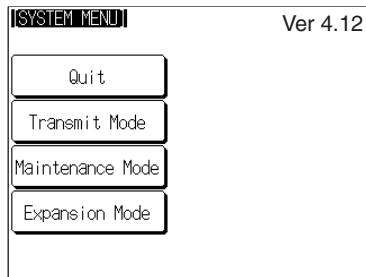 [SYSTEM MENU]
Ver 4.12
Quit
Transmit Mode
Maintenance Mode
Expansion Mode